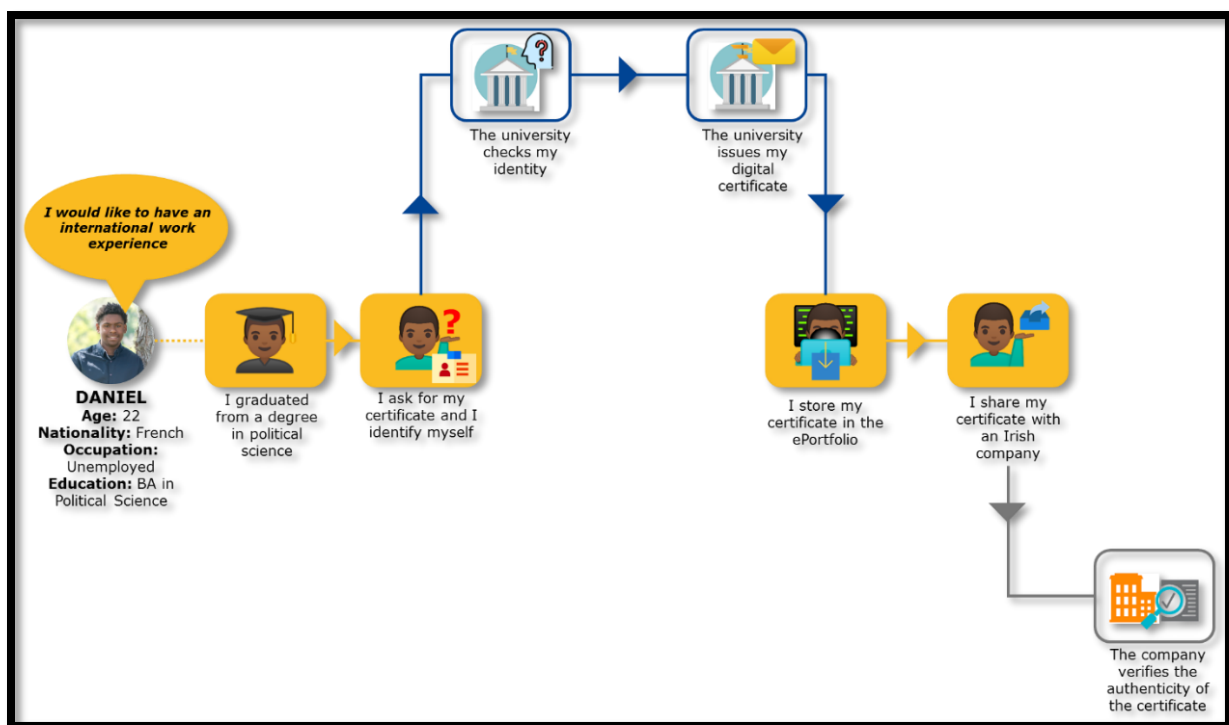 The university
checks my
identity
The university
issues my
digital
certificate
I would like to have an
international work
experience
DANIEL
Age: 22
Nationality: French
Occupation:
Unemployed
Education: BA in
Political Science
I graduated
from a degree
in political
science
?
I ask for my
certificate and I
identify myself
I store my
certificate in the
ePortfolio
I share my
certificate with
an Irish
company
The company
verifies the
authenticity of
the certificate